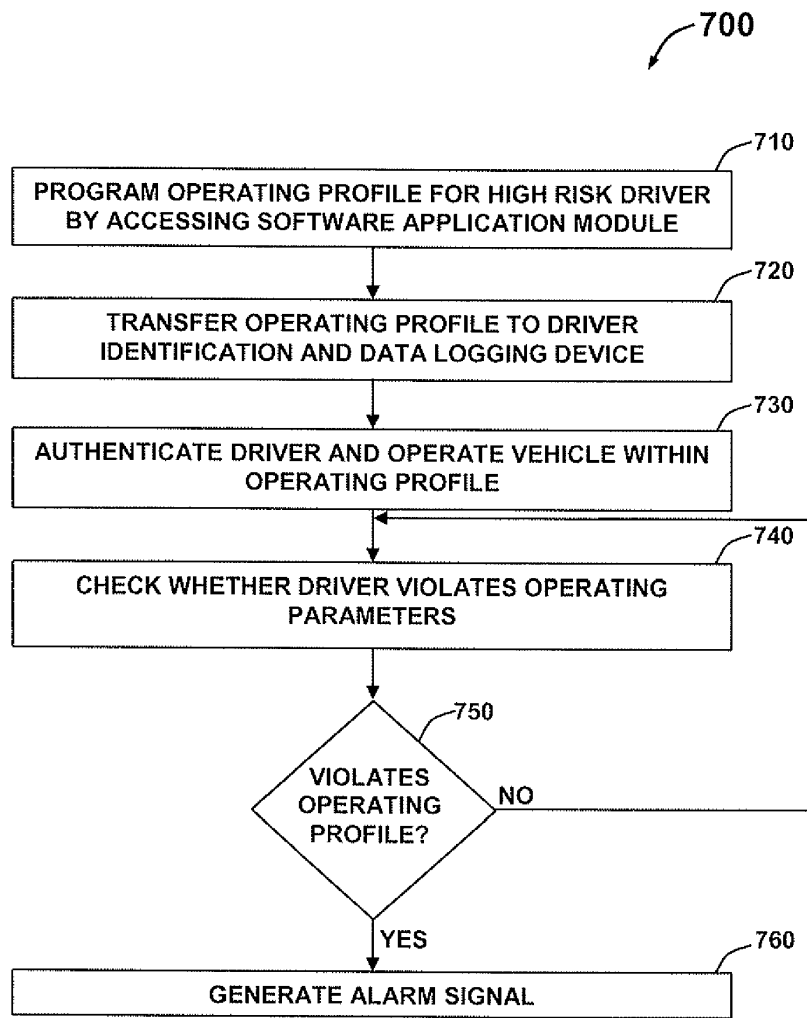 700
710
PROGRAM OPERATING PROFILE FOR HIGH RISK DRIVER
BY ACCESSING SOFTWARE APPLICATION MODULE
720
TRANSFER OPERATING PROFILE TO DRIVER
IDENTIFICATION AND DATA LOGGING DEVICE
730
AUTHENTICATE DRIVER AND OPERATE VEHICLE WITHIN
OPERATING PROFILE
740
CHECK WHETHER DRIVER VIOLATES OPERATING
PARAMETERS
750
VIOLATES
OPERATING
PROFILE?
NO
YES
760
GENERATE ALARM SIGNAL